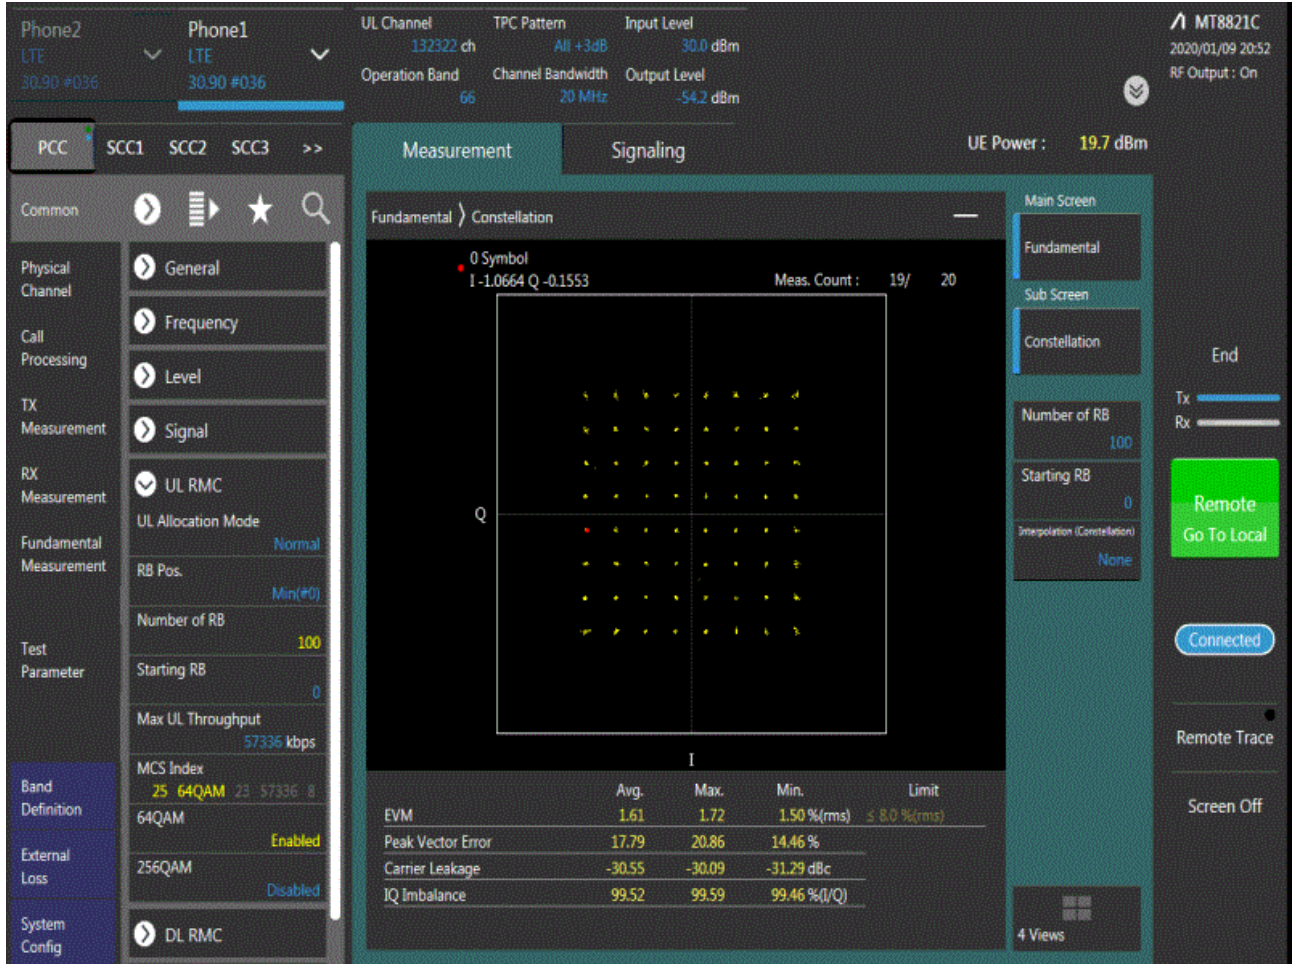 Phone2
LTE
30.90 #036
Phone1
LTE
30.90 #036
UL Channel
132322 ch
TPC Pattern
All +3dB
Input Level
30.0 dBm
Operation Band
66
Channel Bandwidth
20 MHz
Output Level
-54.2 dBm
MT8821C
2020/01/09 20:52
RF Output : On
PCC SCC1 SCC2 SCC3 >>
Measurement
Signaling
UE Power : 19.7 dBm
Common
Physical
Channel
Call
Processing
TX
Measurement
RX
Measurement
Fundamental
Measurement
Test
Parameter
Band
Definition
External
Loss
System
Config
General
Frequency
Level
Signal
UL RMC
UL Allocation Mode
Normal
RB Pos.
Min(#0)
Number of RB
100
Starting RB
0
Max UL Throughput
57336 kbps
MCS Index
25 64QAM 23 57336 8
64QAM
Enabled
256QAM
Disabled
DL RMC
Fundamental 〉 Constellation
0 Symbol
I -1.0664 Q -0.1553
Meas. Count : 19/ 20
Q
I
Avg. Max. Min. Limit
EVM 1.61 1.72 1.50 %(rms) ≤ 8.0 %(rms)
Peak Vector Error 17.79 20.86 14.46 %
Carrier Leakage -30.55 -30.09 -31.29 dBc
IQ Imbalance 99.52 99.59 99.46 %(I/Q)
Main Screen
Fundamental
Sub Screen
Constellation
Number of RB
100
Starting RB
0
Interpolation (Constellation)
None
4 Views
End
Tx
Rx
Remote
Go To Local
Connected
Remote Trace
Screen Off